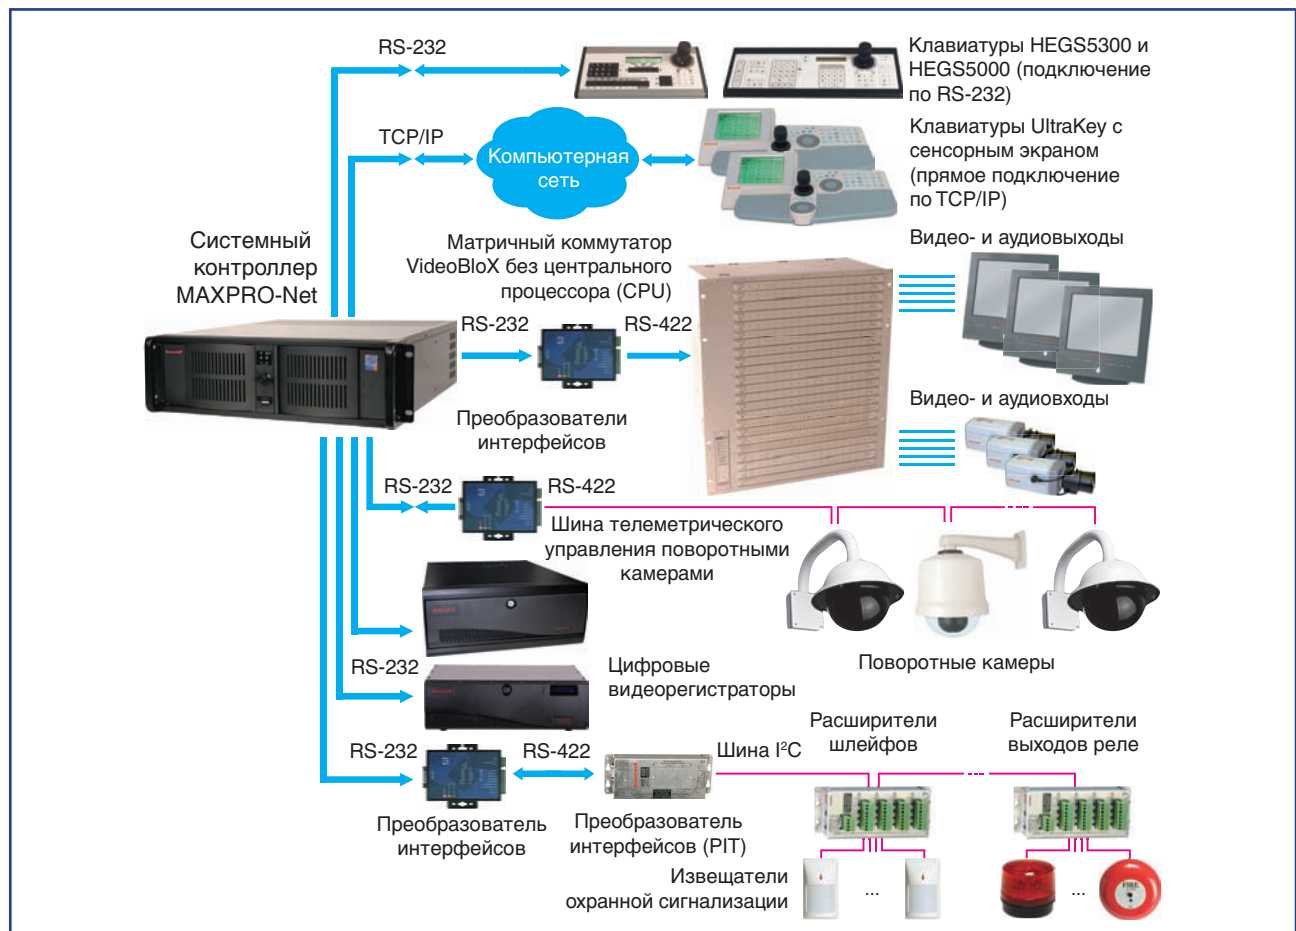 RS-232
Клавиатуры HEGS5300 и
HEGS5000 (подключение
по RS-232)
TCP/IP
Компьютерная
сеть
Клавиатуры UltraKey с
сенсорным экраном
(прямое подключение
по TCP/IP)
Системный
контроллер
MAXPRO-Net
Матричный коммутатор
VideoBloX без центрального
процессора (CPU)
Видео- и аудиовыходы
RS-232
RS-422
Преобразователи
интерфейсов
Видео- и аудиовходы
RS-232
RS-422
Шина телеметрического
управления поворотными
камерами
Поворотные камеры
RS-232
Цифровые
видеорегистраторы
RS-232
RS-422
Шина I²C
Расширители
шлейфов
Расширители
выходов реле
Преобразователь
интерфейсов
Преобразователь
интерфейсов (PIT)
Извещатели
охранной сигнализации
...
...
FIRE